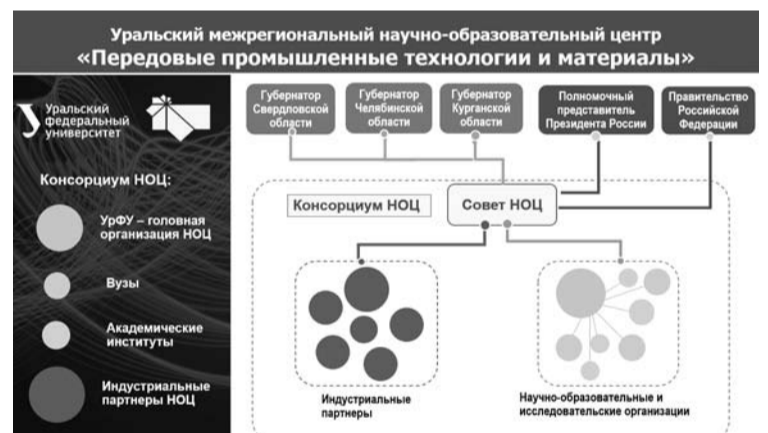 Уральский межрегиональный научно-образовательный центр
«Передовые промышленные технологии и материалы»
Уральский
федеральный
университет
Консорциум НОЦ:
УрФУ – головная
организация НОЦ
Вузы
Академические
институты
Индустриальные
партнеры НОЦ
Губернатор
Свердловской
области
Губернатор
Челябинской
области
Губернатор
Курганской
области
Полномочный
представитель
Президента России
Правительство
Российской
Федерации
Консорциум НОЦ
Совет НОЦ
Индустриальные
партнеры
Научно-образовательные и
исследовательские организации